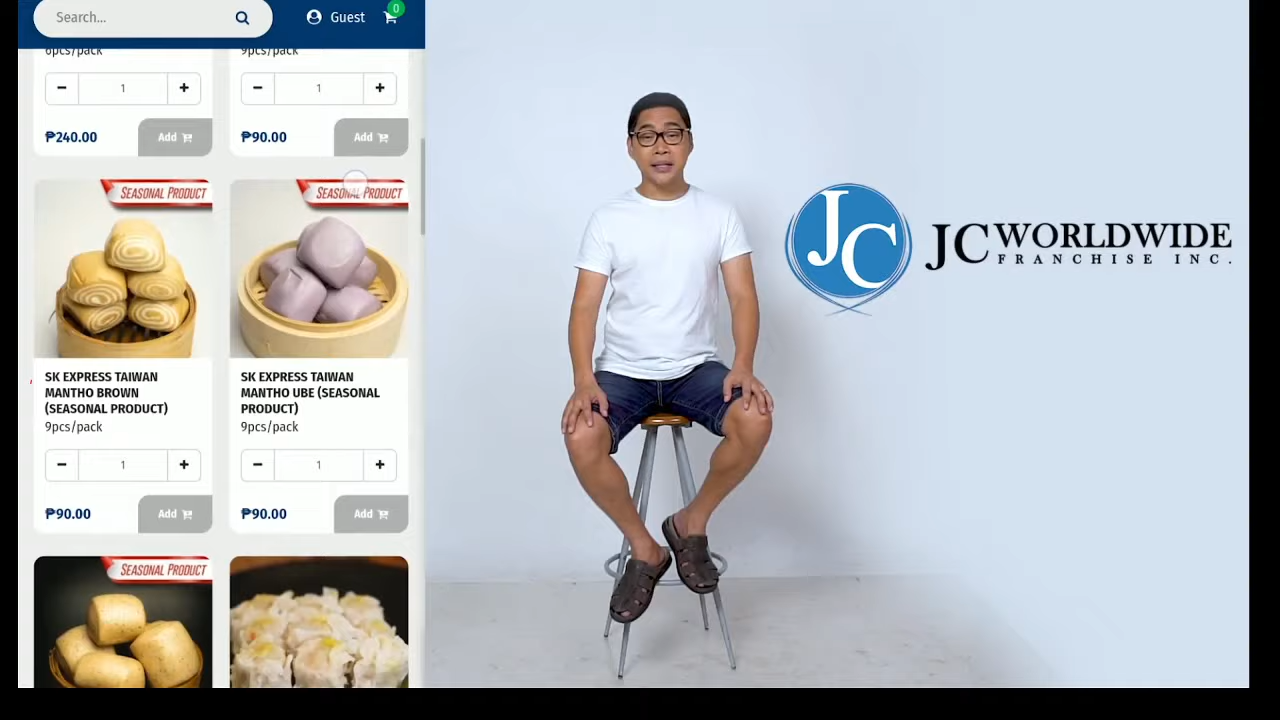 Search...
Guest
0
6pcs/pack
9pcs/pack
1
1
₱240.00
Add
₱90.00
Add
SEASONAL PRODUCT
SEASONAL PRODUCT
SK EXPRESS TAIWAN
MANTHO BROWN
(SEASONAL PRODUCT)
9pcs/pack
SK EXPRESS TAIWAN
MANTHO UBE (SEASONAL
PRODUCT)
9pcs/pack
1
1
₱90.00
Add
₱90.00
Add
SEASONAL PRODUCT
JC
JC WORLDWIDE
FRANCHISE INC.